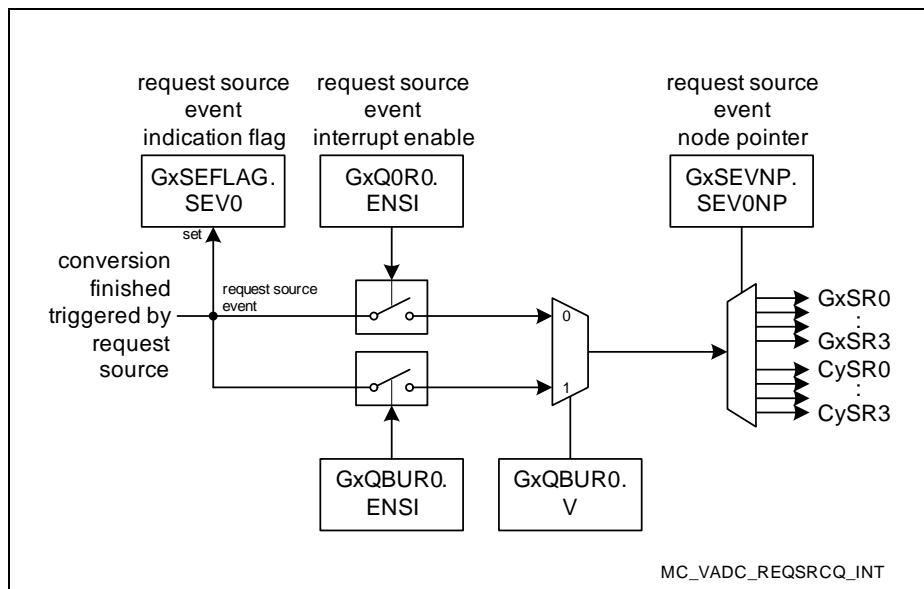 request source
event
indication flag
request source
event
interrupt enable
request source
event
node pointer
GxSEFLAG.
SEV0
GxQ0R0.
ENSI
GxSEVNP.
SEV0NP
set
conversion
finished
triggered by
request
source
request source
event
0
1
GxSR0
:
GxSR3
CySR0
:
CySR3
GxQBUR0.
ENSI
GxQBUR0.
V
MC_VADC_REQSRCQ_INT